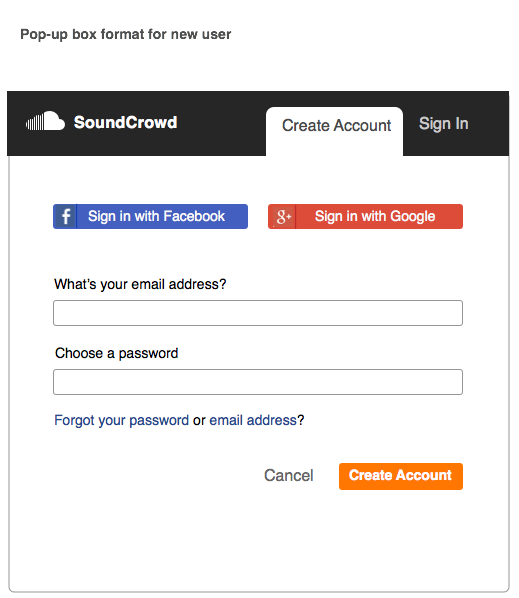 Pop-up box format for new user
SoundCrowd
Create Account
Sign In
f Sign in with Facebook
g+ Sign in with Google
What's your email address?
Choose a password
Forgot your password or email address?
Cancel
Create Account